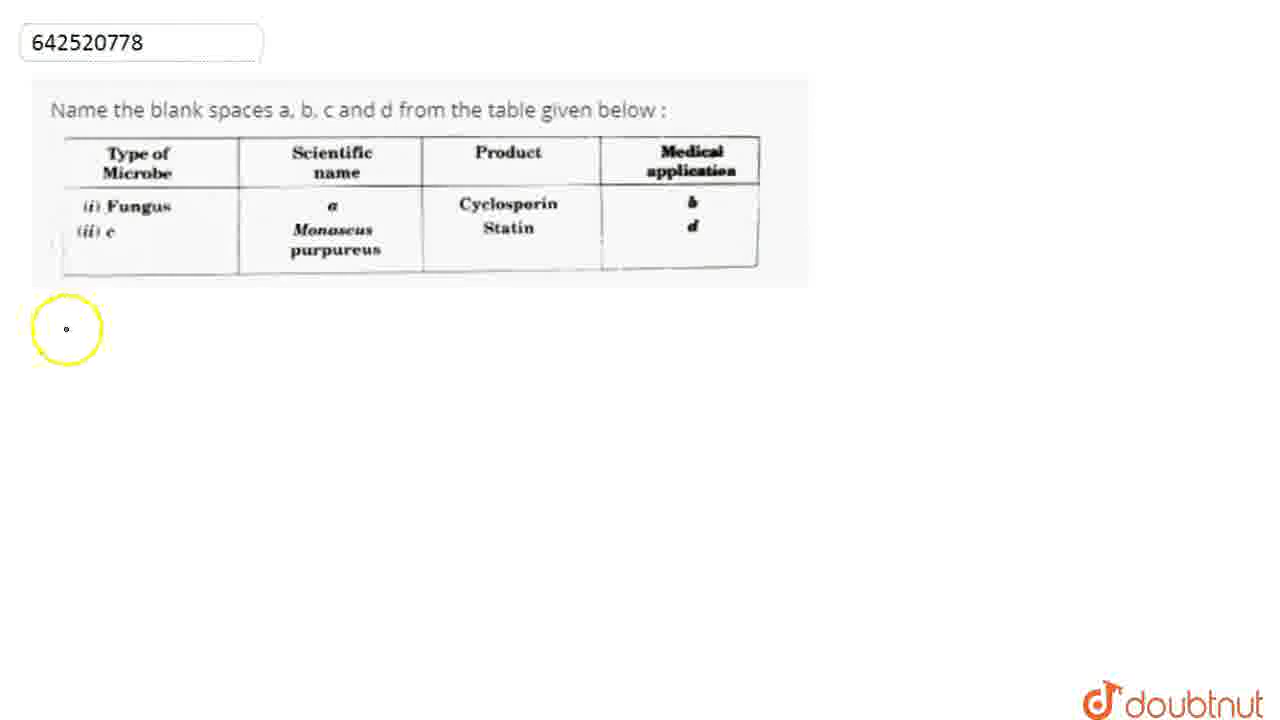 642520778
Name the blank spaces a, b, c and d from the table given below :
Type of Microbe Scientific name Product Medical application
(i) Fungus a Cyclosporin b
(ii) c Monascus purpureus Statin d
doubtnut